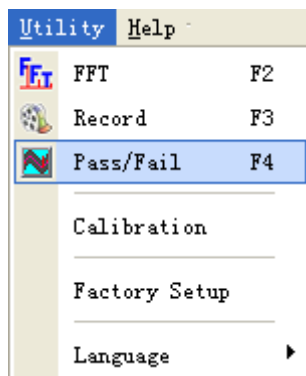 Utility Help
FFT F2
Record F3
Pass/Fail F4
Calibration
Factory Setup
Language